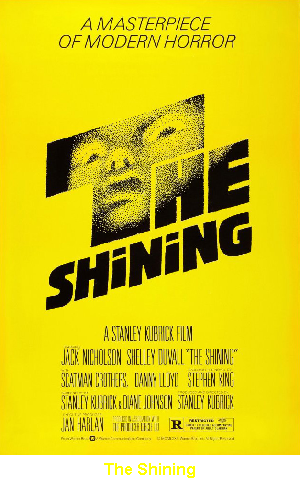 A MASTERPIECE
OF MODERN HORROR
THE
SHiNiNG
A STANLEY KUBRICK FILM
JACK NICHOLSON SHELLEY DUVALL "THE SHINING"
SCATMAN CROTHERS, DANNY LLOYD STEPHEN KING
STANLEY KUBRICK & DIANE JOHNSON STANLEY KUBRICK
JAN HARLAN
R RESTRICTED
The Shining